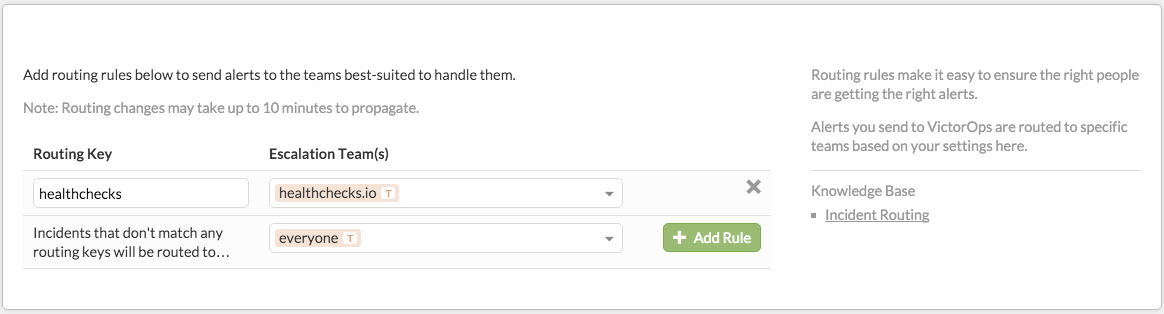 Add routing rules below to send alerts to the teams best-suited to handle them.
Note: Routing changes may take up to 10 minutes to propagate.
Routing Key Escalation Team(s)
healthchecks healthchecks.io T
Incidents that don't match any
routing keys will be routed to...
everyone T
Add Rule
Routing rules make it easy to ensure the right people
are getting the right alerts.
Alerts you send to VictorOps are routed to specific
teams based on your settings here.
Knowledge Base
Incident Routing